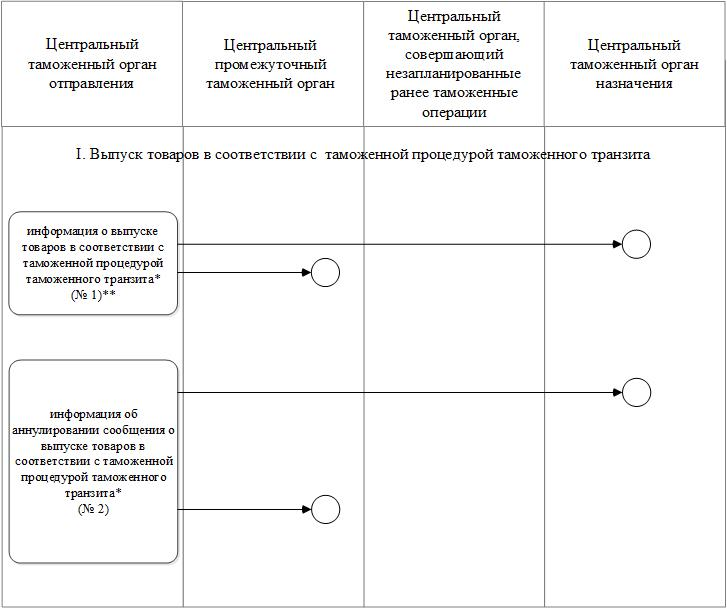 Центральный
таможенный орган
отправления
Центральный
промежуточный
таможенный орган
Центральный
таможенный орган,
совершающий
незапланированные
ранее таможенные
операции
Центральный
таможенный орган
назначения
I. Выпуск товаров в соответствии с таможенной процедурой таможенного транзита
информация о выпуске
товаров в соответствии с
таможенной процедурой
таможенного транзита*
(№ 1)**
информация об
аннулировании сообщения о
выпуске товаров в
соответствии с таможенной
процедурой таможенного
транзита*
(№ 2)